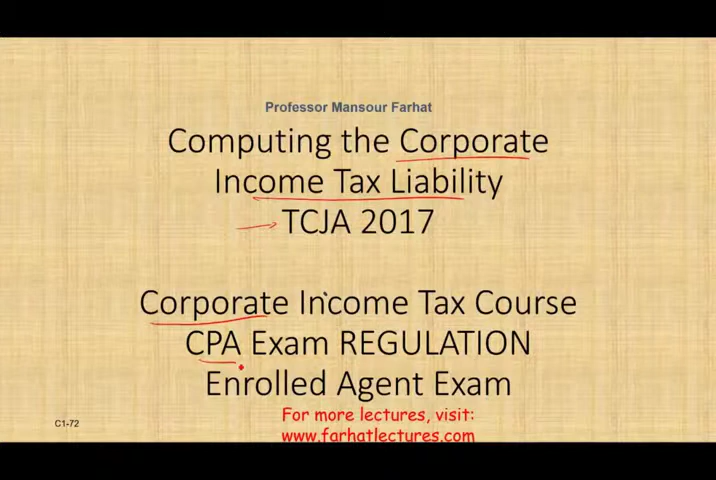 Professor Mansour Farhat
Computing the Corporate
Income Tax Liability
TCJA 2017
Corporate Income Tax Course
CPA Exam REGULATION
Enrolled Agent Exam
For more lectures, visit:
www.farhatlectures.com
C1-72